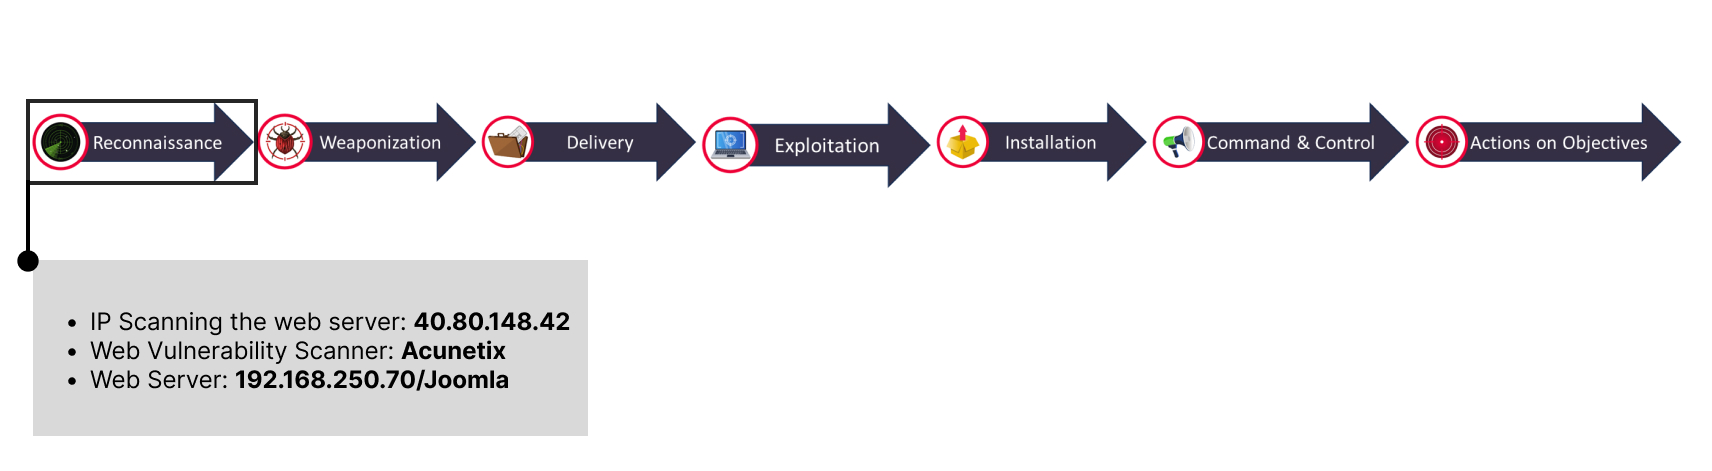 Reconnaissance
Weaponization
Delivery
Exploitation
Installation
Command & Control
Actions on Objectives
• IP Scanning the web server: 40.80.148.42
• Web Vulnerability Scanner: Acunetix
• Web Server: 192.168.250.70/Joomla